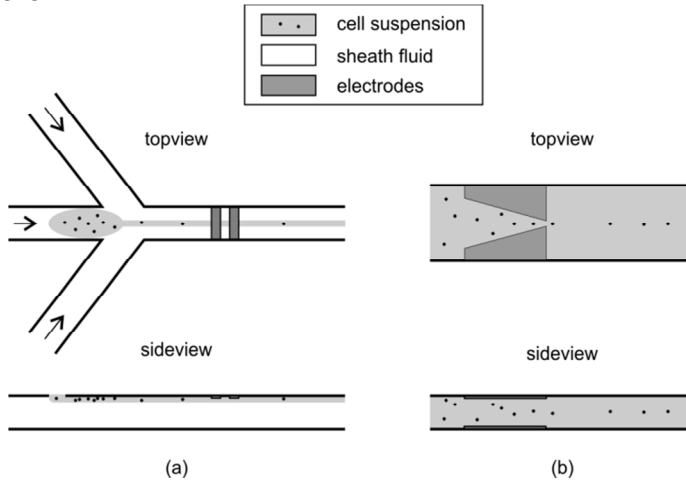 cell suspension
sheath fluid
electrodes
topview
topview
sideview
sideview
(a)
(b)